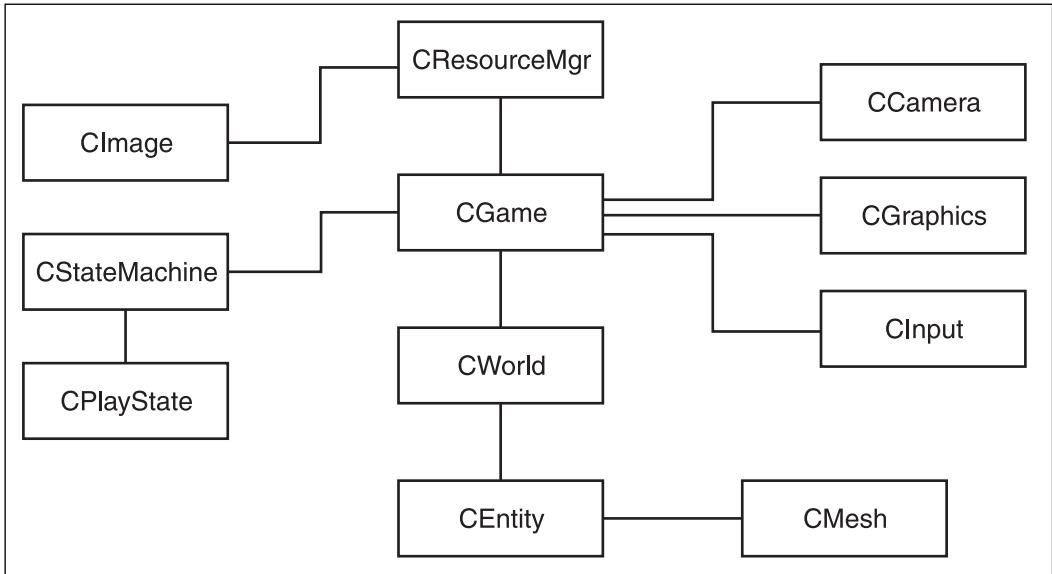 CResourceMgr
CCamera
CImage
CGame
CGraphics
CStateMachine
CInput
CWorld
CPlayState
CEntity
CMesh